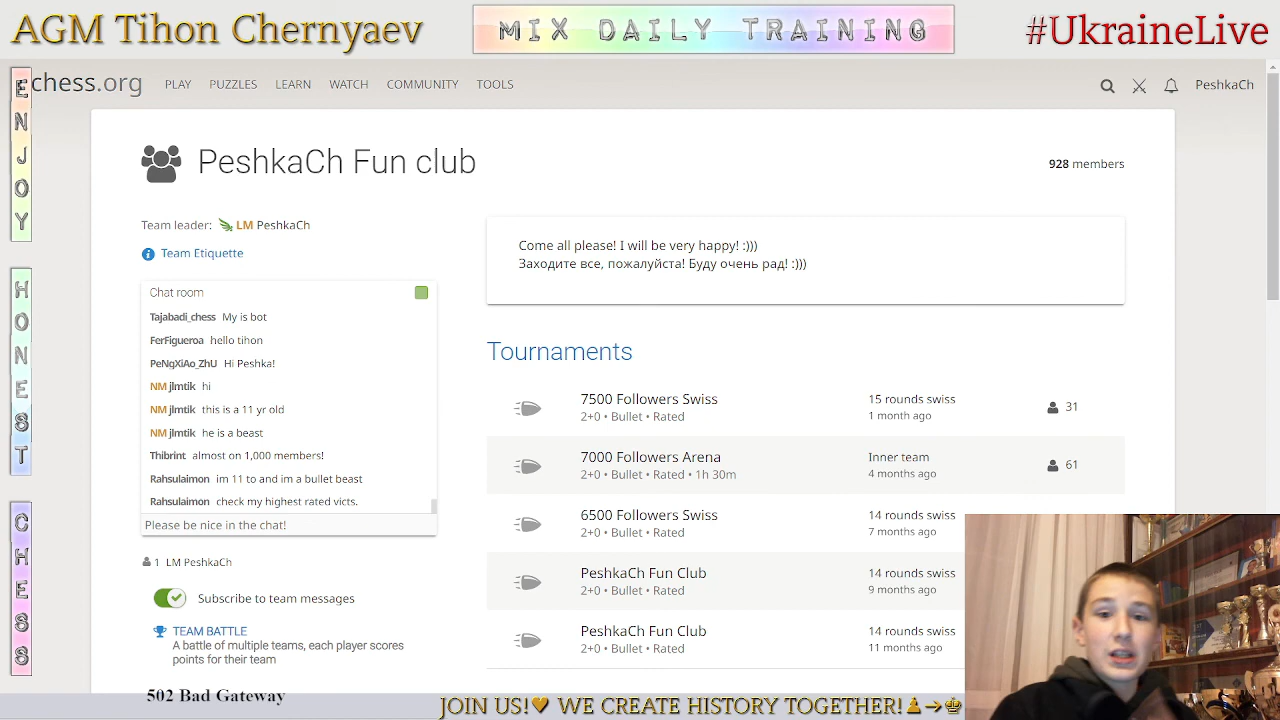 AGM Tihon Chernyaev
MIX DAILY TRAINING
#UkraineLive
ENJOY
HONEST
CHESS
chess.org
PLAY PUZZLES LEARN WATCH COMMUNITY TOOLS
PeshkaCh
PeshkaCh Fun club
928 members
Team leader: LM PeshkaCh
Team Etiquette
Come all please! I will be very happy! :)))
Заходите все, пожалуйста! Буду очень рад! :)))
Chat room
Tajabadi_chess My is bot
FerFigueroa hello tihon
PeNgXiAo_ZhU Hi Peshka!
NM jlmtik hi
NM jlmtik this is a 11 yr old
NM jlmtik he is a beast
Thibrint almost on 1,000 members!
Rahsulaimon im 11 to and im a bullet beast
Rahsulaimon check my highest rated victs.
Please be nice in the chat!
1 LM PeshkaCh
Subscribe to team messages
TEAM BATTLE
A battle of multiple teams, each player scores
points for their team
Tournaments
7500 Followers Swiss 15 rounds swiss 31
2+0 • Bullet • Rated 1 month ago
7000 Followers Arena Inner team 61
2+0 • Bullet • Rated • 1h 30m 4 months ago
6500 Followers Swiss 14 rounds swiss
2+0 • Bullet • Rated 7 months ago
PeshkaCh Fun Club 14 rounds swiss
2+0 • Bullet • Rated 9 months ago
PeshkaCh Fun Club 14 rounds swiss
2+0 • Bullet • Rated 11 months ago
502 Bad Gateway
JOIN US!♥ WE CREATE HISTORY TOGETHER!♟→♚